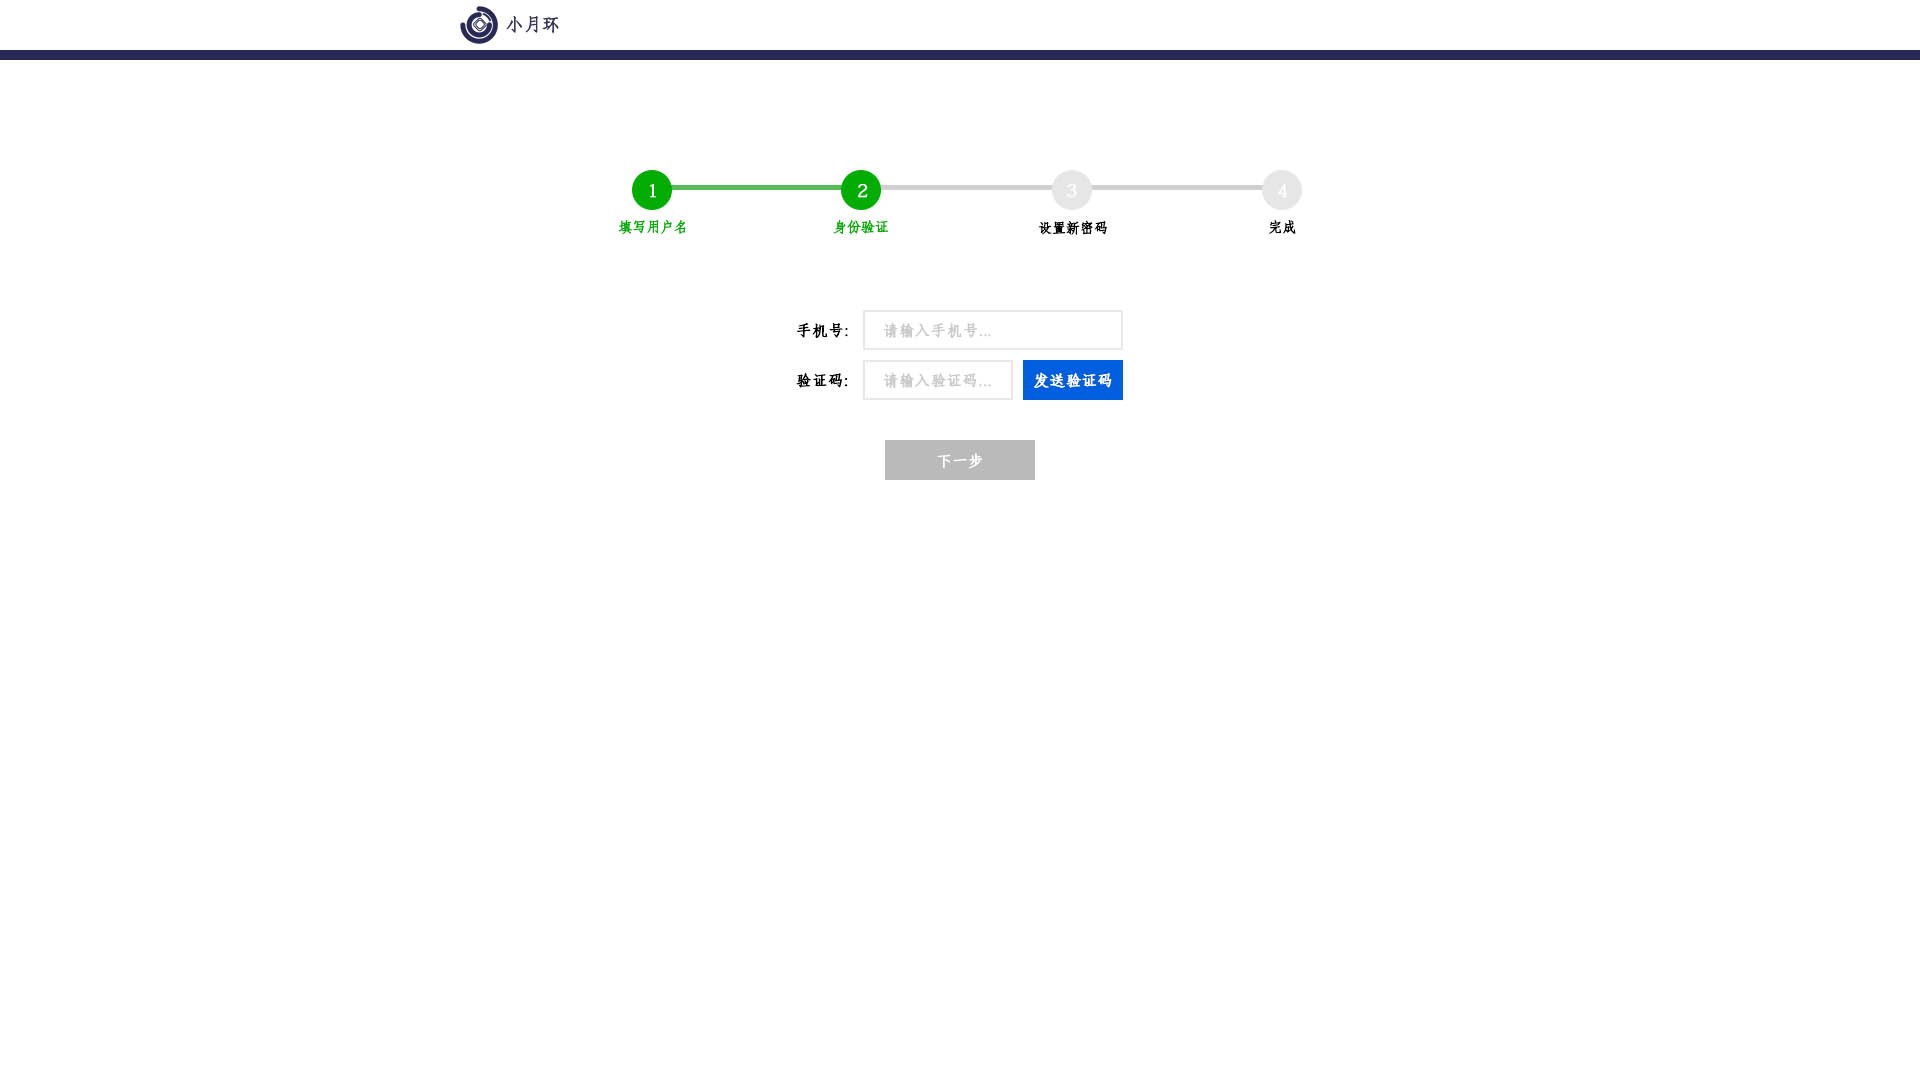 小月环
1 2 3 4
填写用户名 身份验证 设置新密码 完成
手机号: 请输入手机号...
验证码: 请输入验证码... 发送验证码
下一步